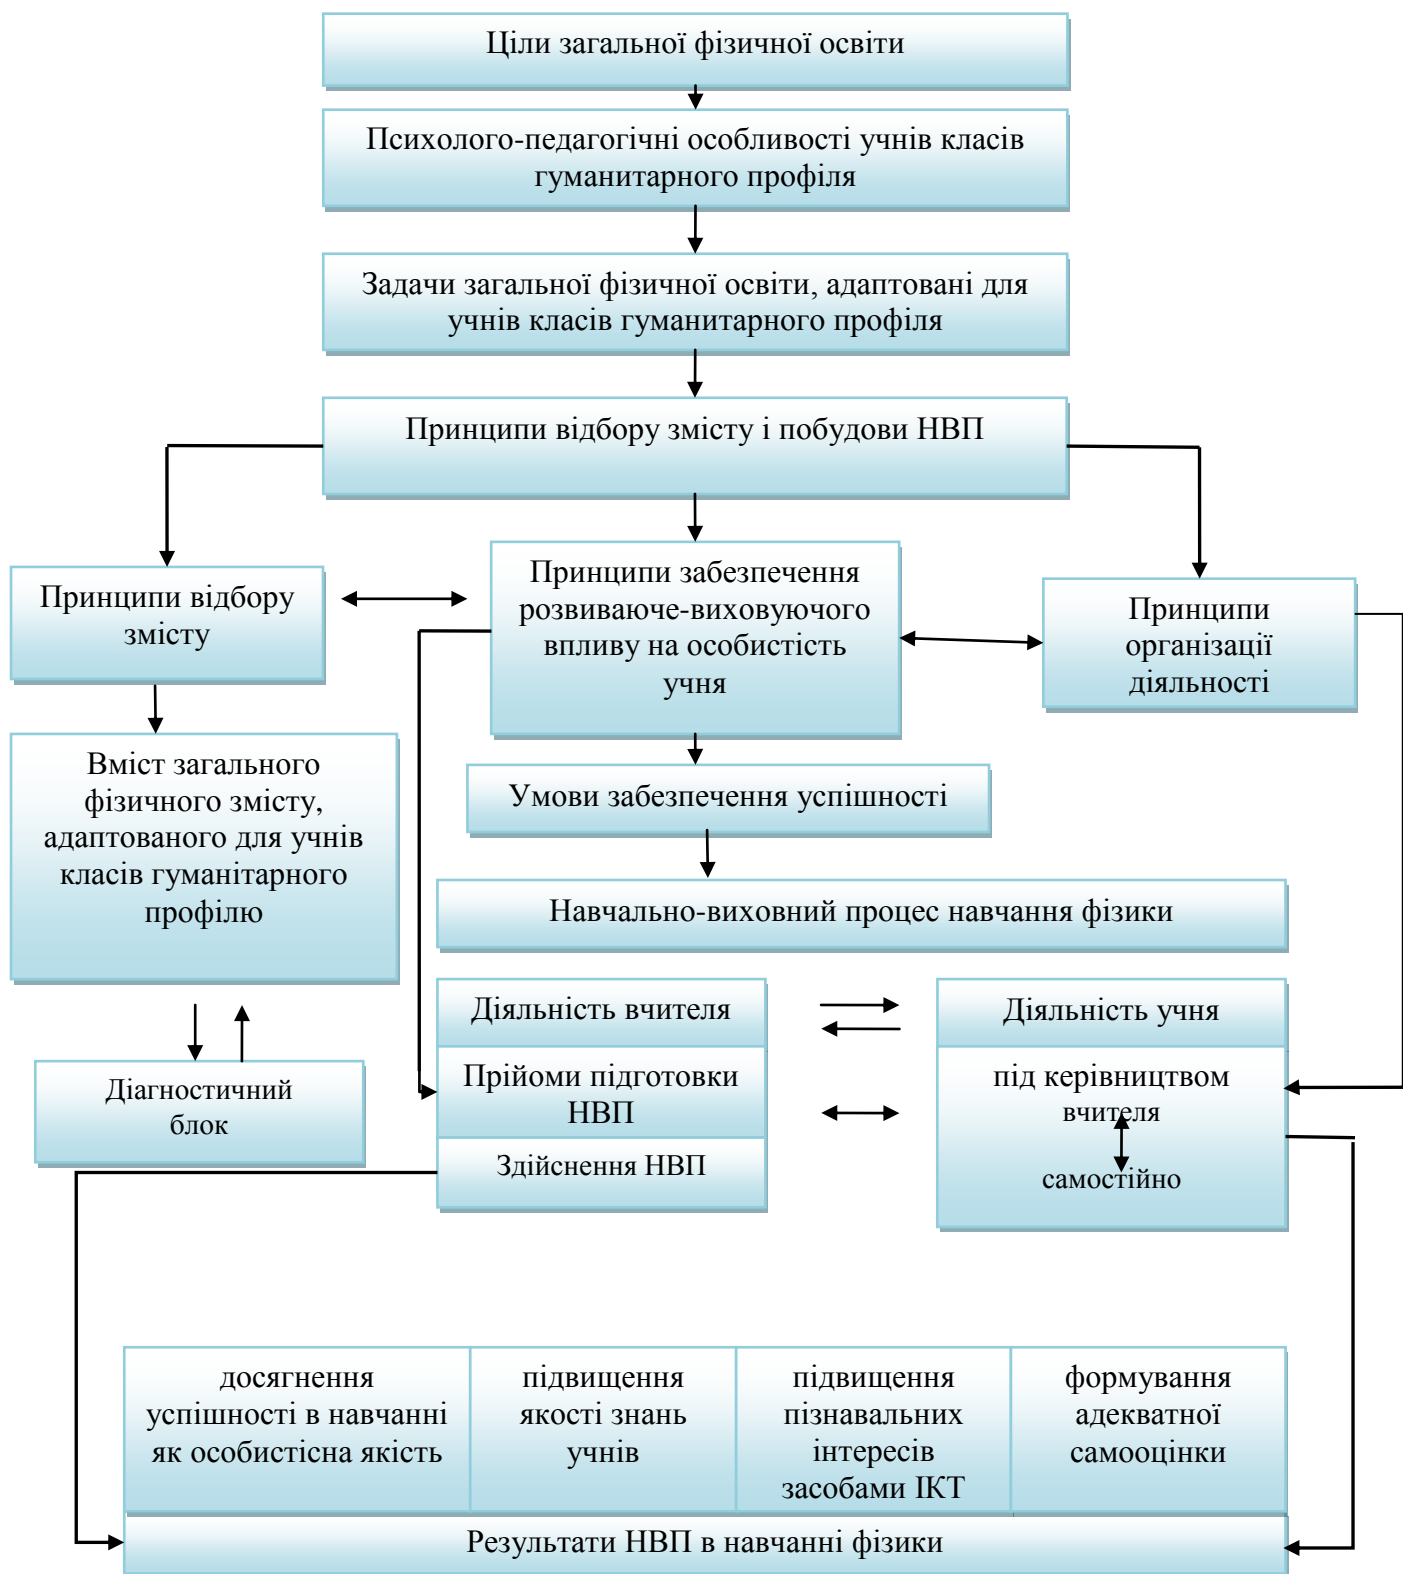 Ціли загальної фізичної освіти
Психолого-педагогічні особливості учнів класів
гуманитарного профіля
Задачи загальної фізичної освіти, адаптовані для
учнів класів гуманитарного профіля
Принципи відбору змісту і побудови НВП
Принципи відбору
змісту
Принципи забезпечення
розвиваюче-виховуючого
впливу на особистість
учня
Принципи
організації
діяльності
Вміст загального
фізичного змісту,
адаптованого для учнів
класів гуманітарного
профілю
Умови забезпечення успішності
Навчально-виховний процес навчання фізики
Діяльність вчителя
Діяльність учня
Діагностичний
блок
Прійоми підготовки
НВП
під керівництвом
вчителя
Здійснення НВП
самостійно
досягнення
успішності в навчанні
як особистісна якість
підвищення
якості знань
учнів
підвищення
пізнавальних
інтересів
засобами ІКТ
формування
адекватної
самооцінки
Результати НВП в навчанні фізики